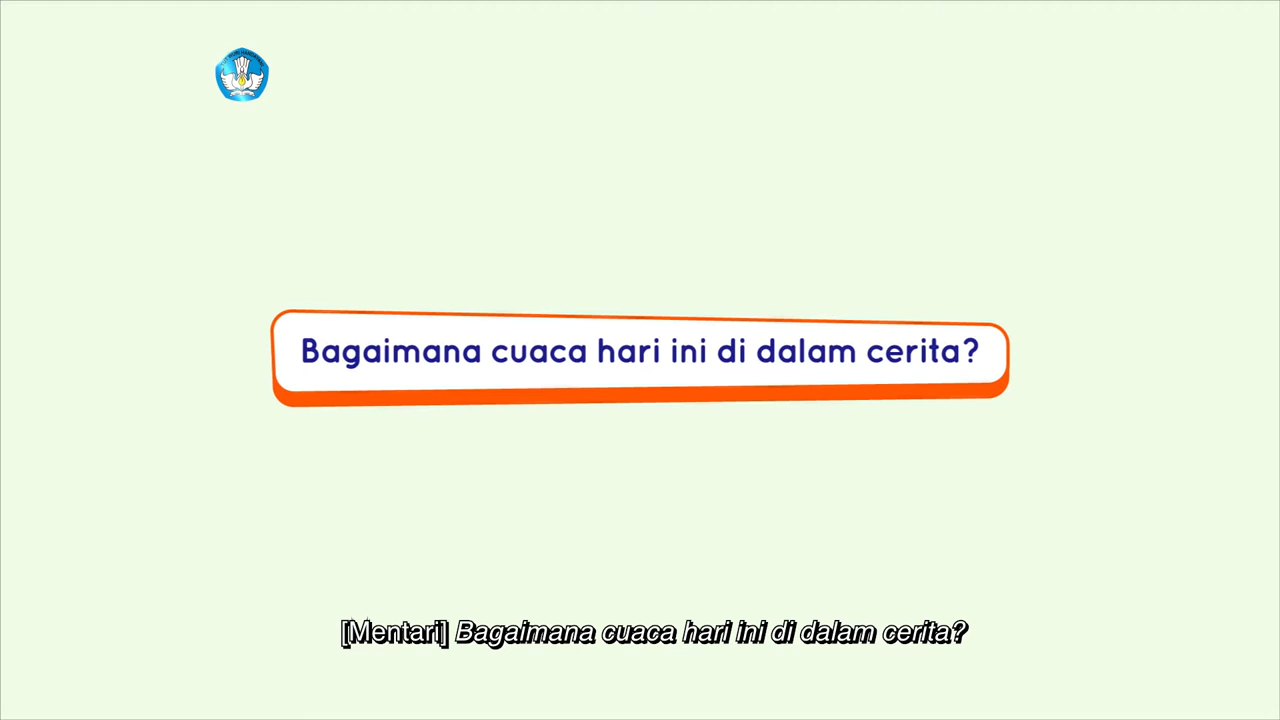 Bagaimana cuaca hari ini di dalam cerita?
[Mentari] Bagaimana cuaca hari ini di dalam cerita?